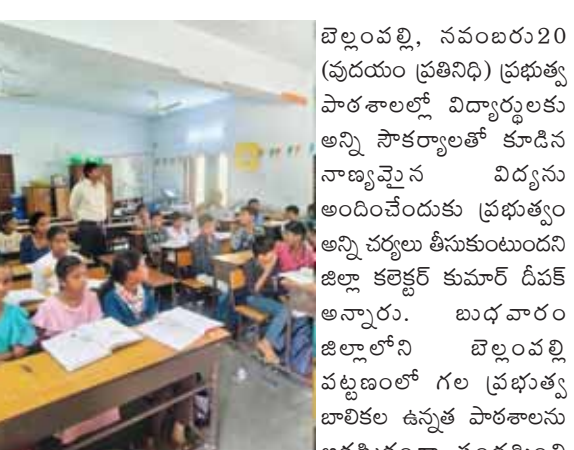 బెల్లంపల్లి, నవంబరు20
(వుదయం ప్రతినిధి) ప్రభుత్వ
పాఠశాలల్లో విద్యార్థులకు
అన్ని సౌకర్యాలతో కూడిన
నాణ్యమైన విద్యను
అందించేందుకు ప్రభుత్వం
అన్ని చర్యలు తీసుకుంటుందని
జిల్లా కలెక్టర్ కుమార్ దీపక్
అన్నారు. బుధవారం
జిల్లాలోని బెల్లంపల్లి
పట్టణంలో గల ప్రభుత్వ
బాలికల ఉన్నత పాఠశాలను